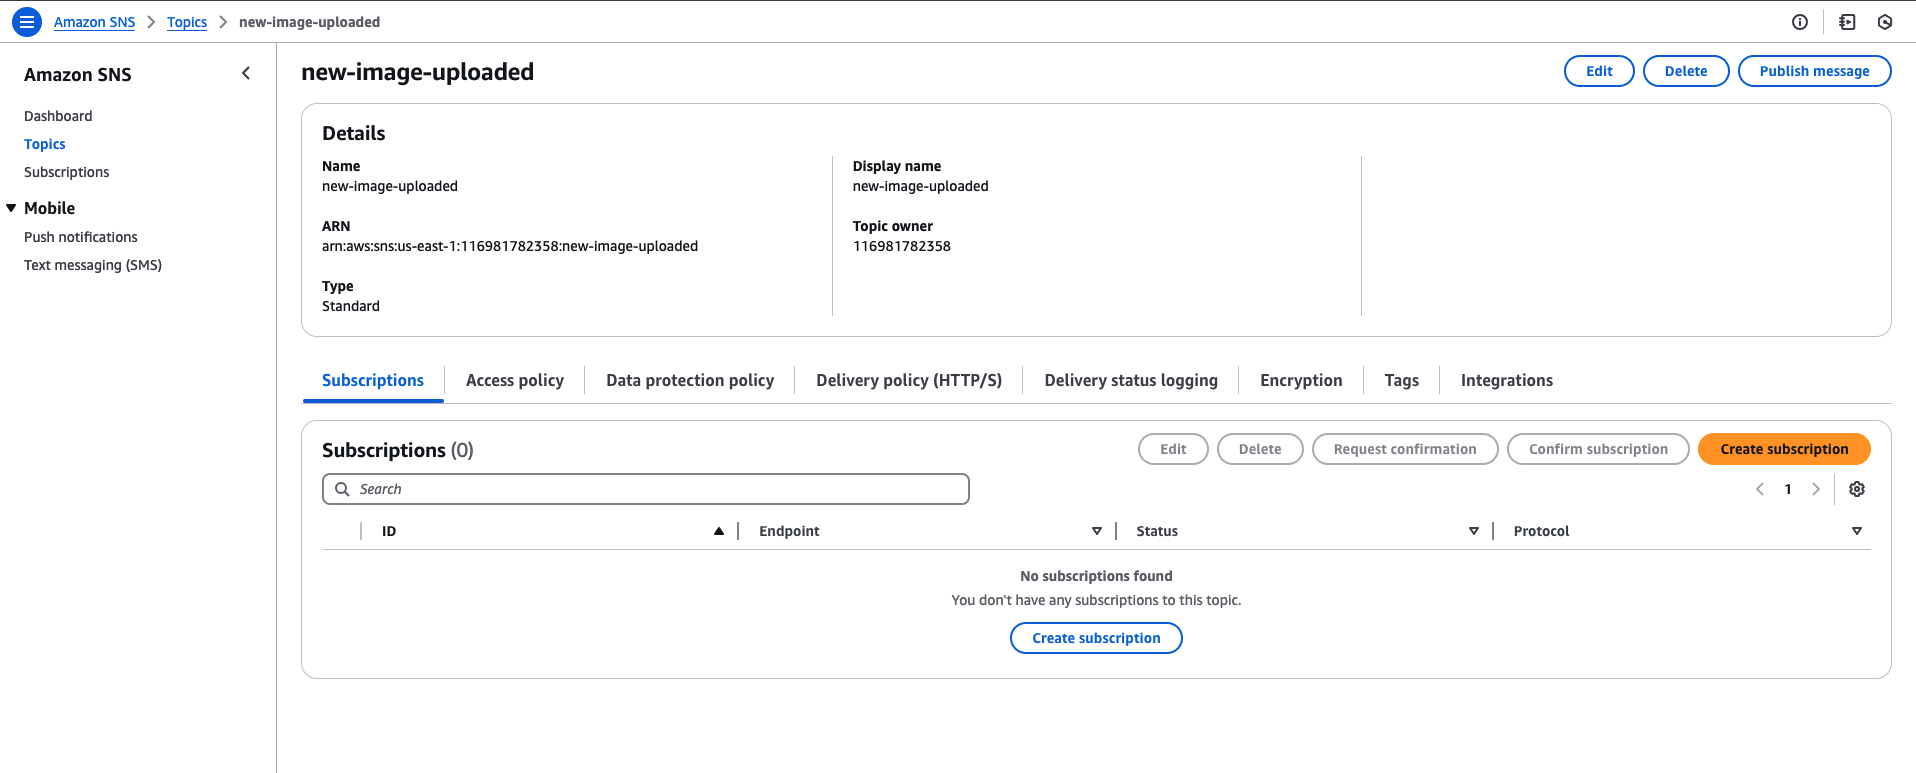 Amazon SNS > Topics > new-image-uploaded
Amazon SNS
Dashboard
Topics
Subscriptions
Mobile
Push notifications
Text messaging (SMS)
new-image-uploaded
Edit Delete Publish message
Details
Name
new-image-uploaded
ARN
arn:aws:sns:us-east-1:116981782358:new-image-uploaded
Type
Standard
Display name
new-image-uploaded
Topic owner
116981782358
Subscriptions Access policy Data protection policy Delivery policy (HTTP/S) Delivery status logging Encryption Tags Integrations
Subscriptions (0)
Edit Delete Request confirmation Confirm subscription Create subscription
Search
1
ID Endpoint Status Protocol
No subscriptions found
You don't have any subscriptions to this topic.
Create subscription